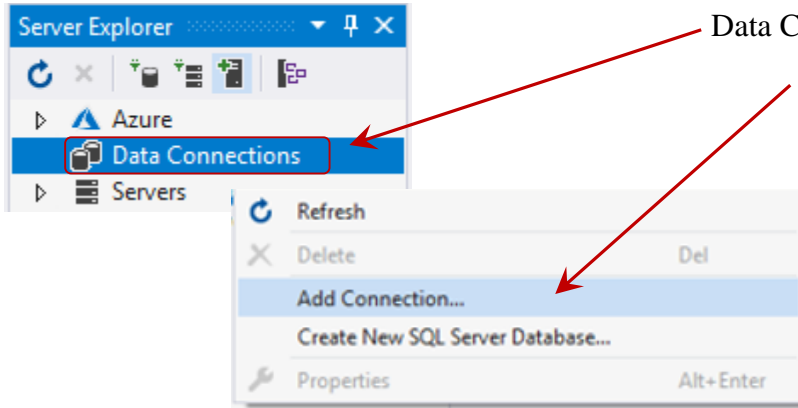 Server Explorer
Data C
Azure
Data Connections
Servers
Refresh
Delete Del
Add Connection...
Create New SQL Server Database...
Properties Alt+Enter